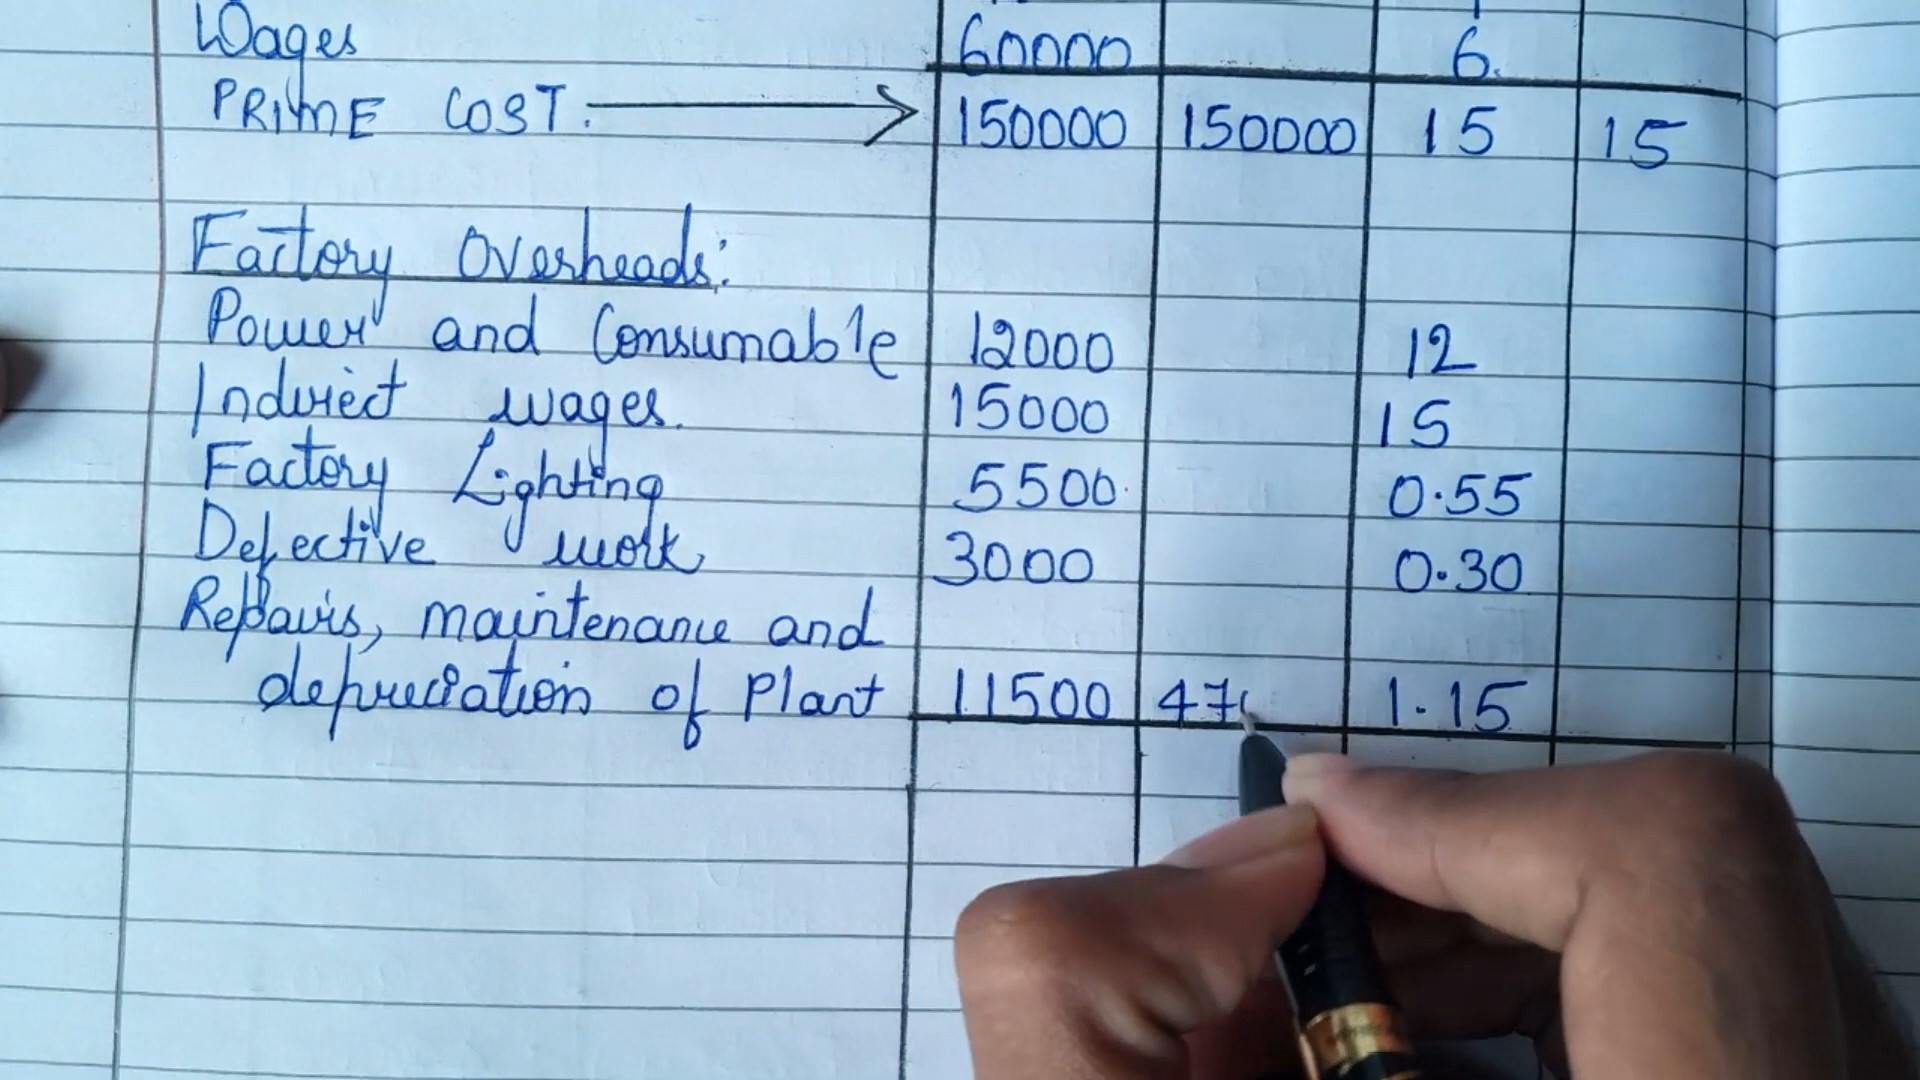 Wages 60000 6.
PRIME COST. 150000 150000 15 15
Factory Overheads:
Power and Consumable 12000 12
Indirect wages. 15000 15
Factory Lighting 5500 0.55
Defective work 3000 0.30
Repairs, maintenance and
depreciation of Plant 11500 47 1.15